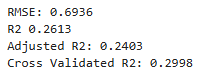 RMSE: 0.6936
R2 0.2613
Adjusted R2: 0.2403
Cross Validated R2: 0.2998